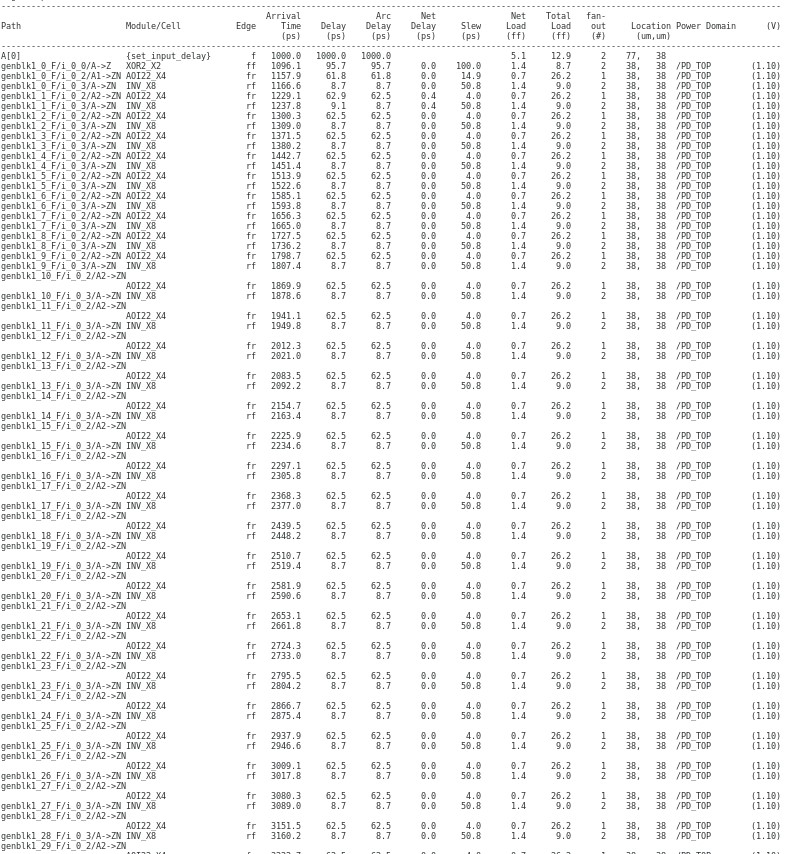 Arrival Arc Net Net Total fan-
Path Module/Cell Edge Time Delay Delay Delay Slew Load Load out Location Power Domain (V)
(ps) (ps) (ps) (ps) (ps) (ff) (ff) (#) (um,um)
A[0] {set_input_delay} f 1000.0 1000.0 1000.0 5.1 12.9 2 77, 38
genblk1_0_F/i_0_0/A->Z XOR2_X2 ff 1096.1 95.7 95.7 0.0 100.0 1.4 8.7 2 38, 38 /PD_TOP (1.10)
genblk1_0_F/i_0_2/A1->ZN AOI22_X4 fr 1157.9 61.8 61.8 0.0 14.9 0.7 26.2 1 38, 38 /PD_TOP (1.10)
genblk1_0_F/i_0_3/A->ZN INV_X8 rf 1166.6 8.7 8.7 0.0 50.8 1.4 9.0 2 38, 38 /PD_TOP (1.10)
genblk1_1_F/i_0_2/A2->ZN AOI22_X4 fr 1229.1 62.9 62.5 0.4 4.0 0.7 26.2 1 38, 38 /PD_TOP (1.10)
genblk1_1_F/i_0_3/A->ZN INV_X8 rf 1237.8 9.1 8.7 0.4 50.8 1.4 9.0 2 38, 38 /PD_TOP (1.10)
genblk1_2_F/i_0_2/A2->ZN AOI22_X4 fr 1300.3 62.5 62.5 0.0 4.0 0.7 26.2 1 38, 38 /PD_TOP (1.10)
genblk1_2_F/i_0_3/A->ZN INV_X8 rf 1309.0 8.7 8.7 0.0 50.8 1.4 9.0 2 38, 38 /PD_TOP (1.10)
genblk1_3_F/i_0_2/A2->ZN AOI22_X4 fr 1371.5 62.5 62.5 0.0 4.0 0.7 26.2 1 38, 38 /PD_TOP (1.10)
genblk1_3_F/i_0_3/A->ZN INV_X8 rf 1380.2 8.7 8.7 0.0 50.8 1.4 9.0 2 38, 38 /PD_TOP (1.10)
genblk1_4_F/i_0_2/A2->ZN AOI22_X4 fr 1442.7 62.5 62.5 0.0 4.0 0.7 26.2 1 38, 38 /PD_TOP (1.10)
genblk1_4_F/i_0_3/A->ZN INV_X8 rf 1451.4 8.7 8.7 0.0 50.8 1.4 9.0 2 38, 38 /PD_TOP (1.10)
genblk1_5_F/i_0_2/A2->ZN AOI22_X4 fr 1513.9 62.5 62.5 0.0 4.0 0.7 26.2 1 38, 38 /PD_TOP (1.10)
genblk1_5_F/i_0_3/A->ZN INV_X8 rf 1522.6 8.7 8.7 0.0 50.8 1.4 9.0 2 38, 38 /PD_TOP (1.10)
genblk1_6_F/i_0_2/A2->ZN AOI22_X4 fr 1585.1 62.5 62.5 0.0 4.0 0.7 26.2 1 38, 38 /PD_TOP (1.10)
genblk1_6_F/i_0_3/A->ZN INV_X8 rf 1593.8 8.7 8.7 0.0 50.8 1.4 9.0 2 38, 38 /PD_TOP (1.10)
genblk1_7_F/i_0_2/A2->ZN AOI22_X4 fr 1656.3 62.5 62.5 0.0 4.0 0.7 26.2 1 38, 38 /PD_TOP (1.10)
genblk1_7_F/i_0_3/A->ZN INV_X8 rf 1665.0 8.7 8.7 0.0 50.8 1.4 9.0 2 38, 38 /PD_TOP (1.10)
genblk1_8_F/i_0_2/A2->ZN AOI22_X4 fr 1727.5 62.5 62.5 0.0 4.0 0.7 26.2 1 38, 38 /PD_TOP (1.10)
genblk1_8_F/i_0_3/A->ZN INV_X8 rf 1736.2 8.7 8.7 0.0 50.8 1.4 9.0 2 38, 38 /PD_TOP (1.10)
genblk1_9_F/i_0_2/A2->ZN AOI22_X4 fr 1798.7 62.5 62.5 0.0 4.0 0.7 26.2 1 38, 38 /PD_TOP (1.10)
genblk1_9_F/i_0_3/A->ZN INV_X8 rf 1807.4 8.7 8.7 0.0 50.8 1.4 9.0 2 38, 38 /PD_TOP (1.10)
genblk1_10_F/i_0_2/A2->ZN
AOI22_X4 fr 1869.9 62.5 62.5 0.0 4.0 0.7 26.2 1 38, 38 /PD_TOP (1.10)
genblk1_10_F/i_0_3/A->ZN INV_X8 rf 1878.6 8.7 8.7 0.0 50.8 1.4 9.0 2 38, 38 /PD_TOP (1.10)
genblk1_11_F/i_0_2/A2->ZN
AOI22_X4 fr 1941.1 62.5 62.5 0.0 4.0 0.7 26.2 1 38, 38 /PD_TOP (1.10)
genblk1_11_F/i_0_3/A->ZN INV_X8 rf 1949.8 8.7 8.7 0.0 50.8 1.4 9.0 2 38, 38 /PD_TOP (1.10)
genblk1_12_F/i_0_2/A2->ZN
AOI22_X4 fr 2012.3 62.5 62.5 0.0 4.0 0.7 26.2 1 38, 38 /PD_TOP (1.10)
genblk1_12_F/i_0_3/A->ZN INV_X8 rf 2021.0 8.7 8.7 0.0 50.8 1.4 9.0 2 38, 38 /PD_TOP (1.10)
genblk1_13_F/i_0_2/A2->ZN
AOI22_X4 fr 2083.5 62.5 62.5 0.0 4.0 0.7 26.2 1 38, 38 /PD_TOP (1.10)
genblk1_13_F/i_0_3/A->ZN INV_X8 rf 2092.2 8.7 8.7 0.0 50.8 1.4 9.0 2 38, 38 /PD_TOP (1.10)
genblk1_14_F/i_0_2/A2->ZN
AOI22_X4 fr 2154.7 62.5 62.5 0.0 4.0 0.7 26.2 1 38, 38 /PD_TOP (1.10)
genblk1_14_F/i_0_3/A->ZN INV_X8 rf 2163.4 8.7 8.7 0.0 50.8 1.4 9.0 2 38, 38 /PD_TOP (1.10)
genblk1_15_F/i_0_2/A2->ZN
AOI22_X4 fr 2225.9 62.5 62.5 0.0 4.0 0.7 26.2 1 38, 38 /PD_TOP (1.10)
genblk1_15_F/i_0_3/A->ZN INV_X8 rf 2234.6 8.7 8.7 0.0 50.8 1.4 9.0 2 38, 38 /PD_TOP (1.10)
genblk1_16_F/i_0_2/A2->ZN
AOI22_X4 fr 2297.1 62.5 62.5 0.0 4.0 0.7 26.2 1 38, 38 /PD_TOP (1.10)
genblk1_16_F/i_0_3/A->ZN INV_X8 rf 2305.8 8.7 8.7 0.0 50.8 1.4 9.0 2 38, 38 /PD_TOP (1.10)
genblk1_17_F/i_0_2/A2->ZN
AOI22_X4 fr 2368.3 62.5 62.5 0.0 4.0 0.7 26.2 1 38, 38 /PD_TOP (1.10)
genblk1_17_F/i_0_3/A->ZN INV_X8 rf 2377.0 8.7 8.7 0.0 50.8 1.4 9.0 2 38, 38 /PD_TOP (1.10)
genblk1_18_F/i_0_2/A2->ZN
AOI22_X4 fr 2439.5 62.5 62.5 0.0 4.0 0.7 26.2 1 38, 38 /PD_TOP (1.10)
genblk1_18_F/i_0_3/A->ZN INV_X8 rf 2448.2 8.7 8.7 0.0 50.8 1.4 9.0 2 38, 38 /PD_TOP (1.10)
genblk1_19_F/i_0_2/A2->ZN
AOI22_X4 fr 2510.7 62.5 62.5 0.0 4.0 0.7 26.2 1 38, 38 /PD_TOP (1.10)
genblk1_19_F/i_0_3/A->ZN INV_X8 rf 2519.4 8.7 8.7 0.0 50.8 1.4 9.0 2 38, 38 /PD_TOP (1.10)
genblk1_20_F/i_0_2/A2->ZN
AOI22_X4 fr 2581.9 62.5 62.5 0.0 4.0 0.7 26.2 1 38, 38 /PD_TOP (1.10)
genblk1_20_F/i_0_3/A->ZN INV_X8 rf 2590.6 8.7 8.7 0.0 50.8 1.4 9.0 2 38, 38 /PD_TOP (1.10)
genblk1_21_F/i_0_2/A2->ZN
AOI22_X4 fr 2653.1 62.5 62.5 0.0 4.0 0.7 26.2 1 38, 38 /PD_TOP (1.10)
genblk1_21_F/i_0_3/A->ZN INV_X8 rf 2661.8 8.7 8.7 0.0 50.8 1.4 9.0 2 38, 38 /PD_TOP (1.10)
genblk1_22_F/i_0_2/A2->ZN
AOI22_X4 fr 2724.3 62.5 62.5 0.0 4.0 0.7 26.2 1 38, 38 /PD_TOP (1.10)
genblk1_22_F/i_0_3/A->ZN INV_X8 rf 2733.0 8.7 8.7 0.0 50.8 1.4 9.0 2 38, 38 /PD_TOP (1.10)
genblk1_23_F/i_0_2/A2->ZN
AOI22_X4 fr 2795.5 62.5 62.5 0.0 4.0 0.7 26.2 1 38, 38 /PD_TOP (1.10)
genblk1_23_F/i_0_3/A->ZN INV_X8 rf 2804.2 8.7 8.7 0.0 50.8 1.4 9.0 2 38, 38 /PD_TOP (1.10)
genblk1_24_F/i_0_2/A2->ZN
AOI22_X4 fr 2866.7 62.5 62.5 0.0 4.0 0.7 26.2 1 38, 38 /PD_TOP (1.10)
genblk1_24_F/i_0_3/A->ZN INV_X8 rf 2875.4 8.7 8.7 0.0 50.8 1.4 9.0 2 38, 38 /PD_TOP (1.10)
genblk1_25_F/i_0_2/A2->ZN
AOI22_X4 fr 2937.9 62.5 62.5 0.0 4.0 0.7 26.2 1 38, 38 /PD_TOP (1.10)
genblk1_25_F/i_0_3/A->ZN INV_X8 rf 2946.6 8.7 8.7 0.0 50.8 1.4 9.0 2 38, 38 /PD_TOP (1.10)
genblk1_26_F/i_0_2/A2->ZN
AOI22_X4 fr 3009.1 62.5 62.5 0.0 4.0 0.7 26.2 1 38, 38 /PD_TOP (1.10)
genblk1_26_F/i_0_3/A->ZN INV_X8 rf 3017.8 8.7 8.7 0.0 50.8 1.4 9.0 2 38, 38 /PD_TOP (1.10)
genblk1_27_F/i_0_2/A2->ZN
AOI22_X4 fr 3080.3 62.5 62.5 0.0 4.0 0.7 26.2 1 38, 38 /PD_TOP (1.10)
genblk1_27_F/i_0_3/A->ZN INV_X8 rf 3089.0 8.7 8.7 0.0 50.8 1.4 9.0 2 38, 38 /PD_TOP (1.10)
genblk1_28_F/i_0_2/A2->ZN
AOI22_X4 fr 3151.5 62.5 62.5 0.0 4.0 0.7 26.2 1 38, 38 /PD_TOP (1.10)
genblk1_28_F/i_0_3/A->ZN INV_X8 rf 3160.2 8.7 8.7 0.0 50.8 1.4 9.0 2 38, 38 /PD_TOP (1.10)
genblk1_29_F/i_0_2/A2->ZN